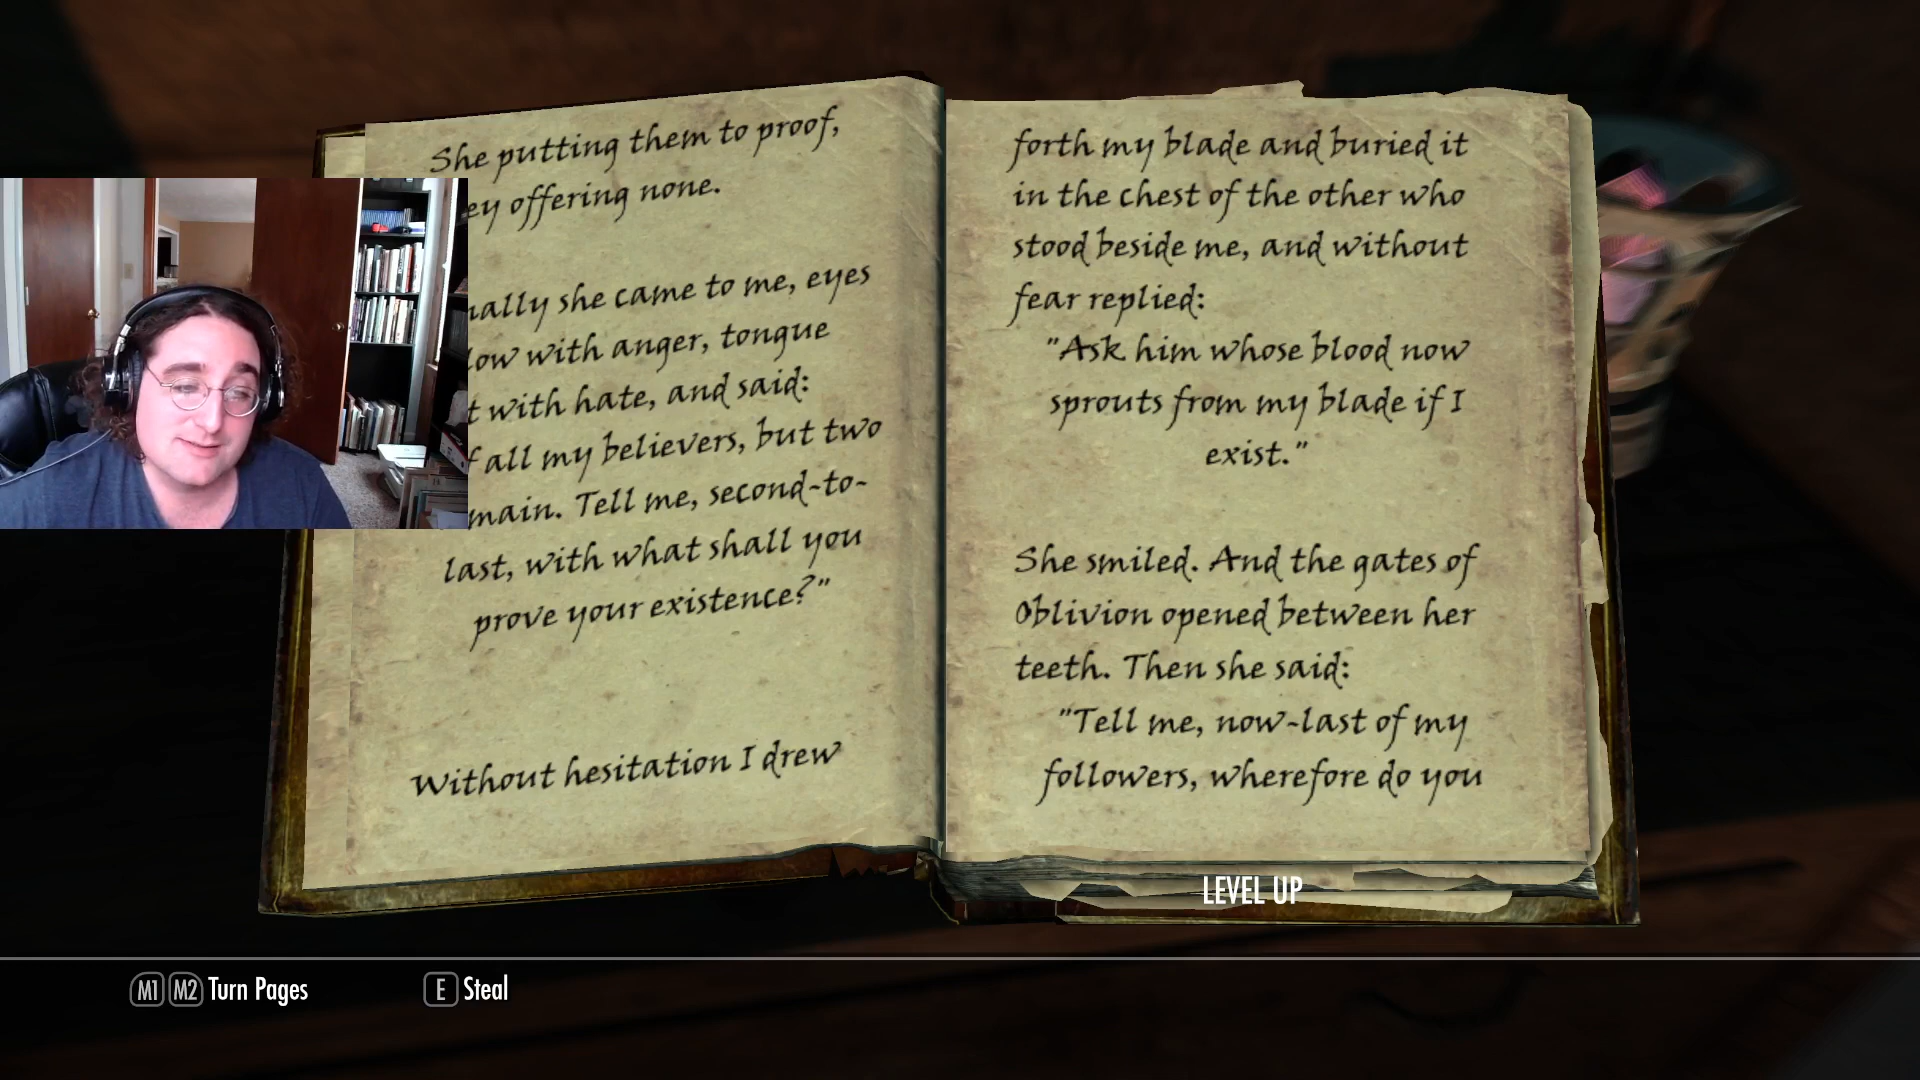 She putting them to proof,
ey offering none.
ally she came to me, eyes
low with anger, tongue
t with hate, and said:
f all my believers, but two
main. Tell me, second-to-
last, with what shall you
prove your existence?"
Without hesitation I drew
forth my blade and buried it
in the chest of the other who
stood beside me, and without
fear replied:
"Ask him whose blood now
sprouts from my blade if I
exist."
She smiled. And the gates of
Oblivion opened between her
teeth. Then she said:
"Tell me, now-last of my
followers, wherefore do you
LEVEL UP
M1 M2 Turn Pages
E Steal